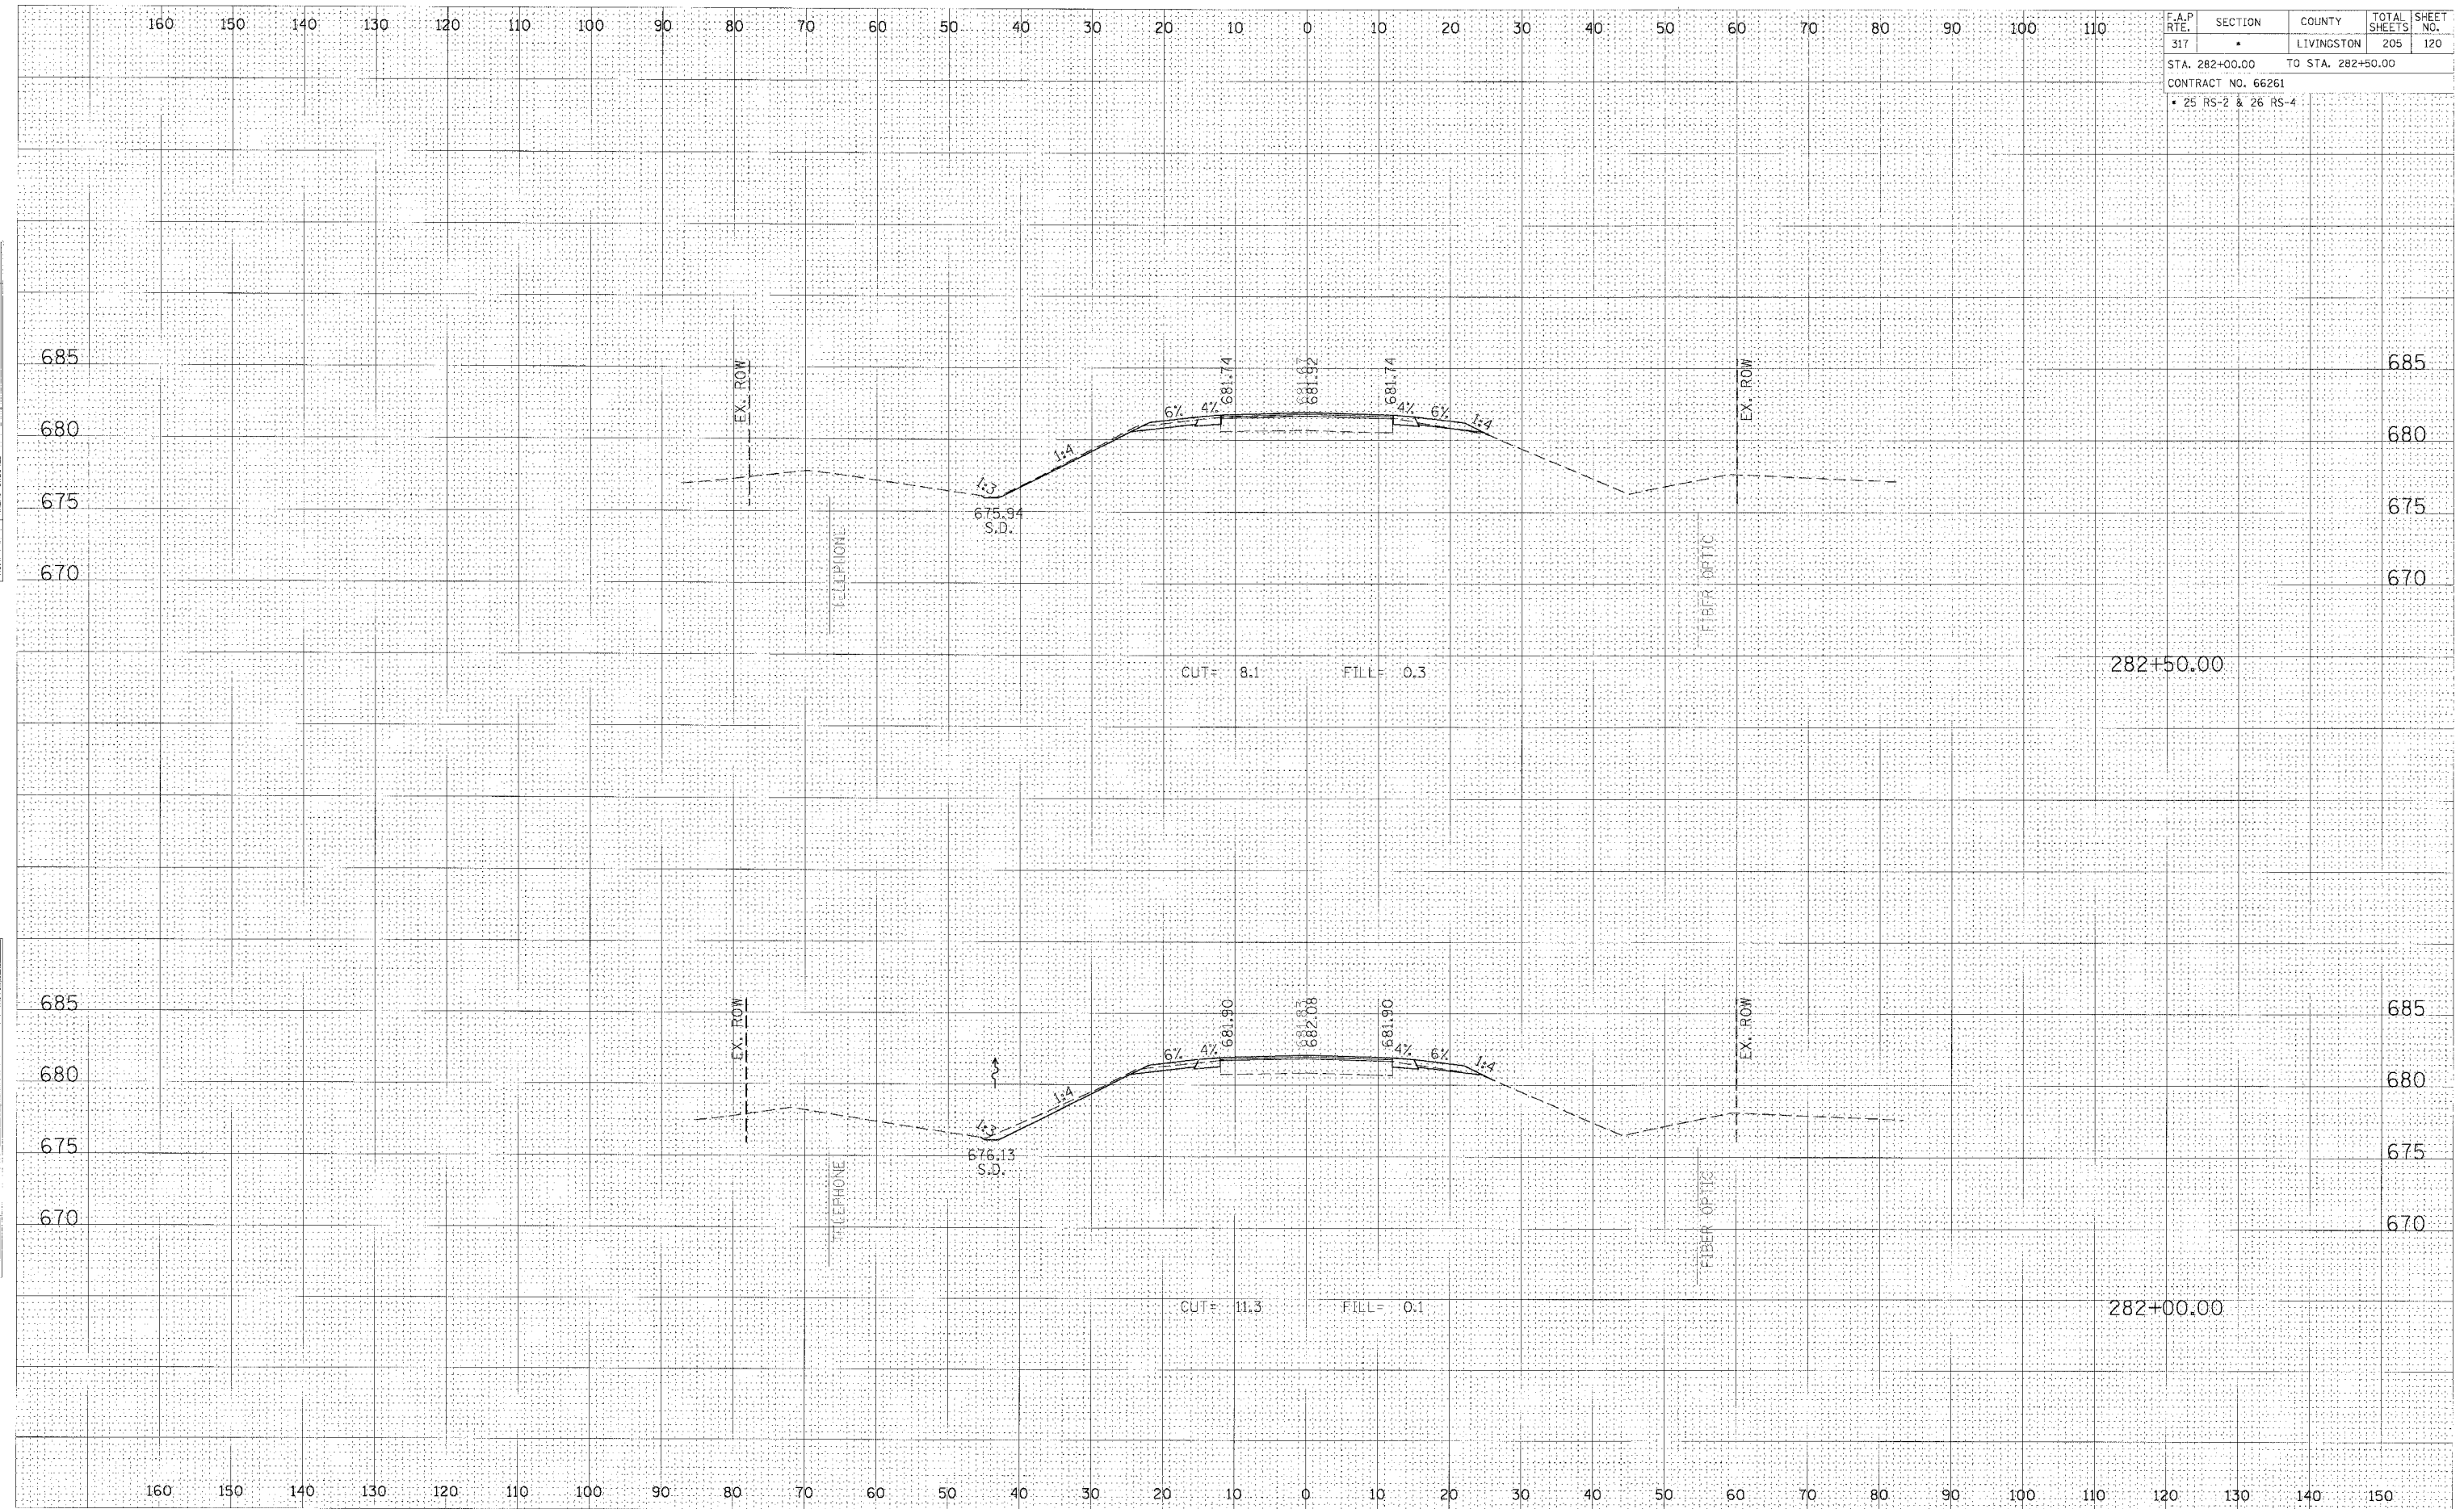 160 150 140 130 120 110 100 90 80 70 60 50 40 30 20 10 0 10 20 30 40 50 60 70 80 90 100 110
F.A.P RTE. SECTION COUNTY TOTAL SHEETS SHEET NO.
317 * LIVINGSTON 205 120
STA. 282+00.00 TO STA. 282+50.00
CONTRACT NO. 66261
* 25 RS-2 & 26 RS-4
685 685
EX. ROW 681.74 681.67 681.92 681.74 EX. ROW
6% 4% 4% 6% 1:4
680 680
1:4
1:3
675 675
675.94
S.D.
TELEPHONE FIBER OPTIC
670 670
CUT= 8.1 FILL= 0.3 282+50.00
685 685
EX. ROW 681.90 681.83 682.08 681.90 EX. ROW
6% 4% 4% 6% 1:4
680 680
1:4
1:3
675 675
676.13
S.D.
TELEPHONE FIBER OPTIC
670 670
CUT= 11.3 FILL= 0.1 282+00.00
160 150 140 130 120 110 100 90 80 70 60 50 40 30 20 10 0 10 20 30 40 50 60 70 80 90 100 110 120 130 140 150